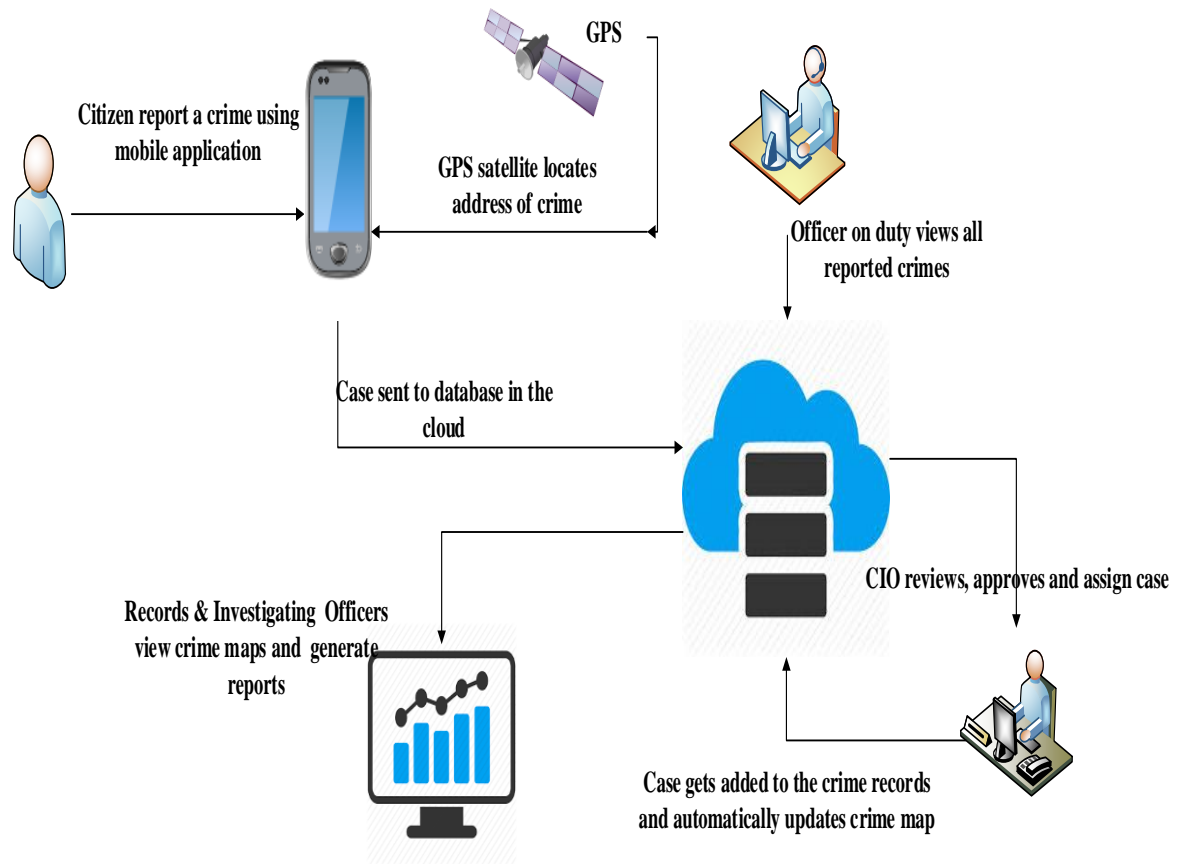 GPS
Citizen report a crime using
mobile application
GPS satellite locates
address of crime
Officer on duty views all
reported crimes
Case sent to database in the
cloud
CIO reviews, approves and assign case
Records & Investigating Officers
view crime maps and generate
reports
Case gets added to the crime records
and automatically updates crime map